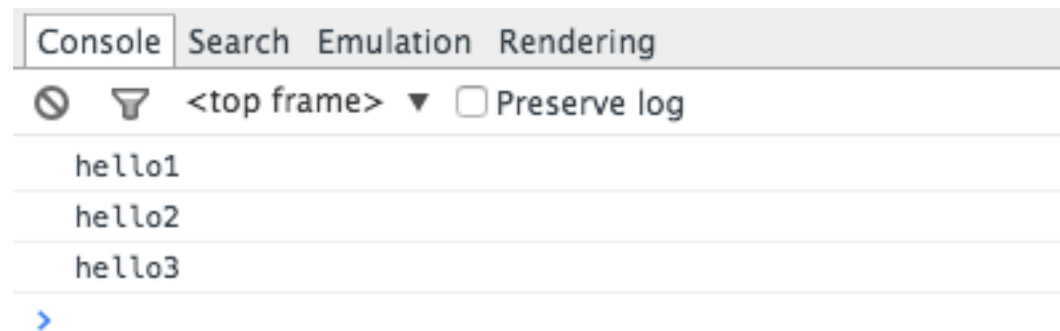 Console Search Emulation Rendering
<top frame> ▼ Preserve log
hello1
hello2
hello3
>